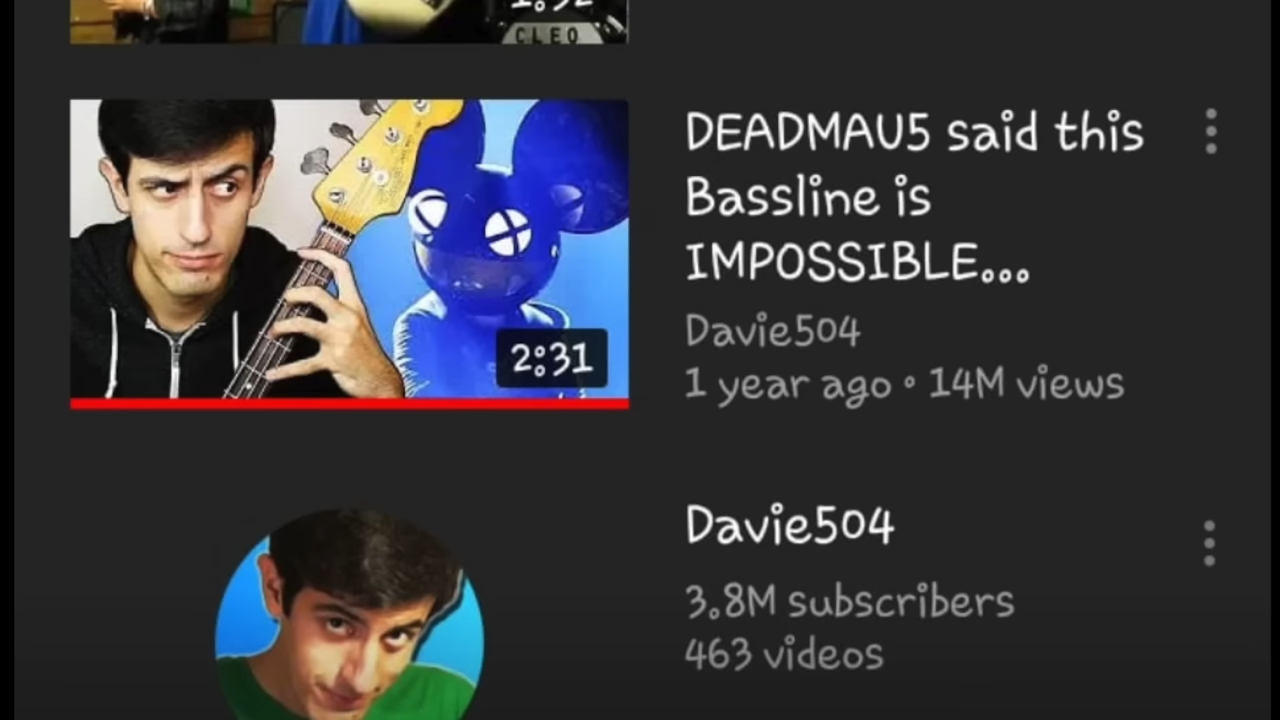 CLEO
DEADMAU5 said this
Bassline is
IMPOSSIBLE...
Davie504
1 year ago • 14M views
2:31
Davie504
3.8M subscribers
463 videos